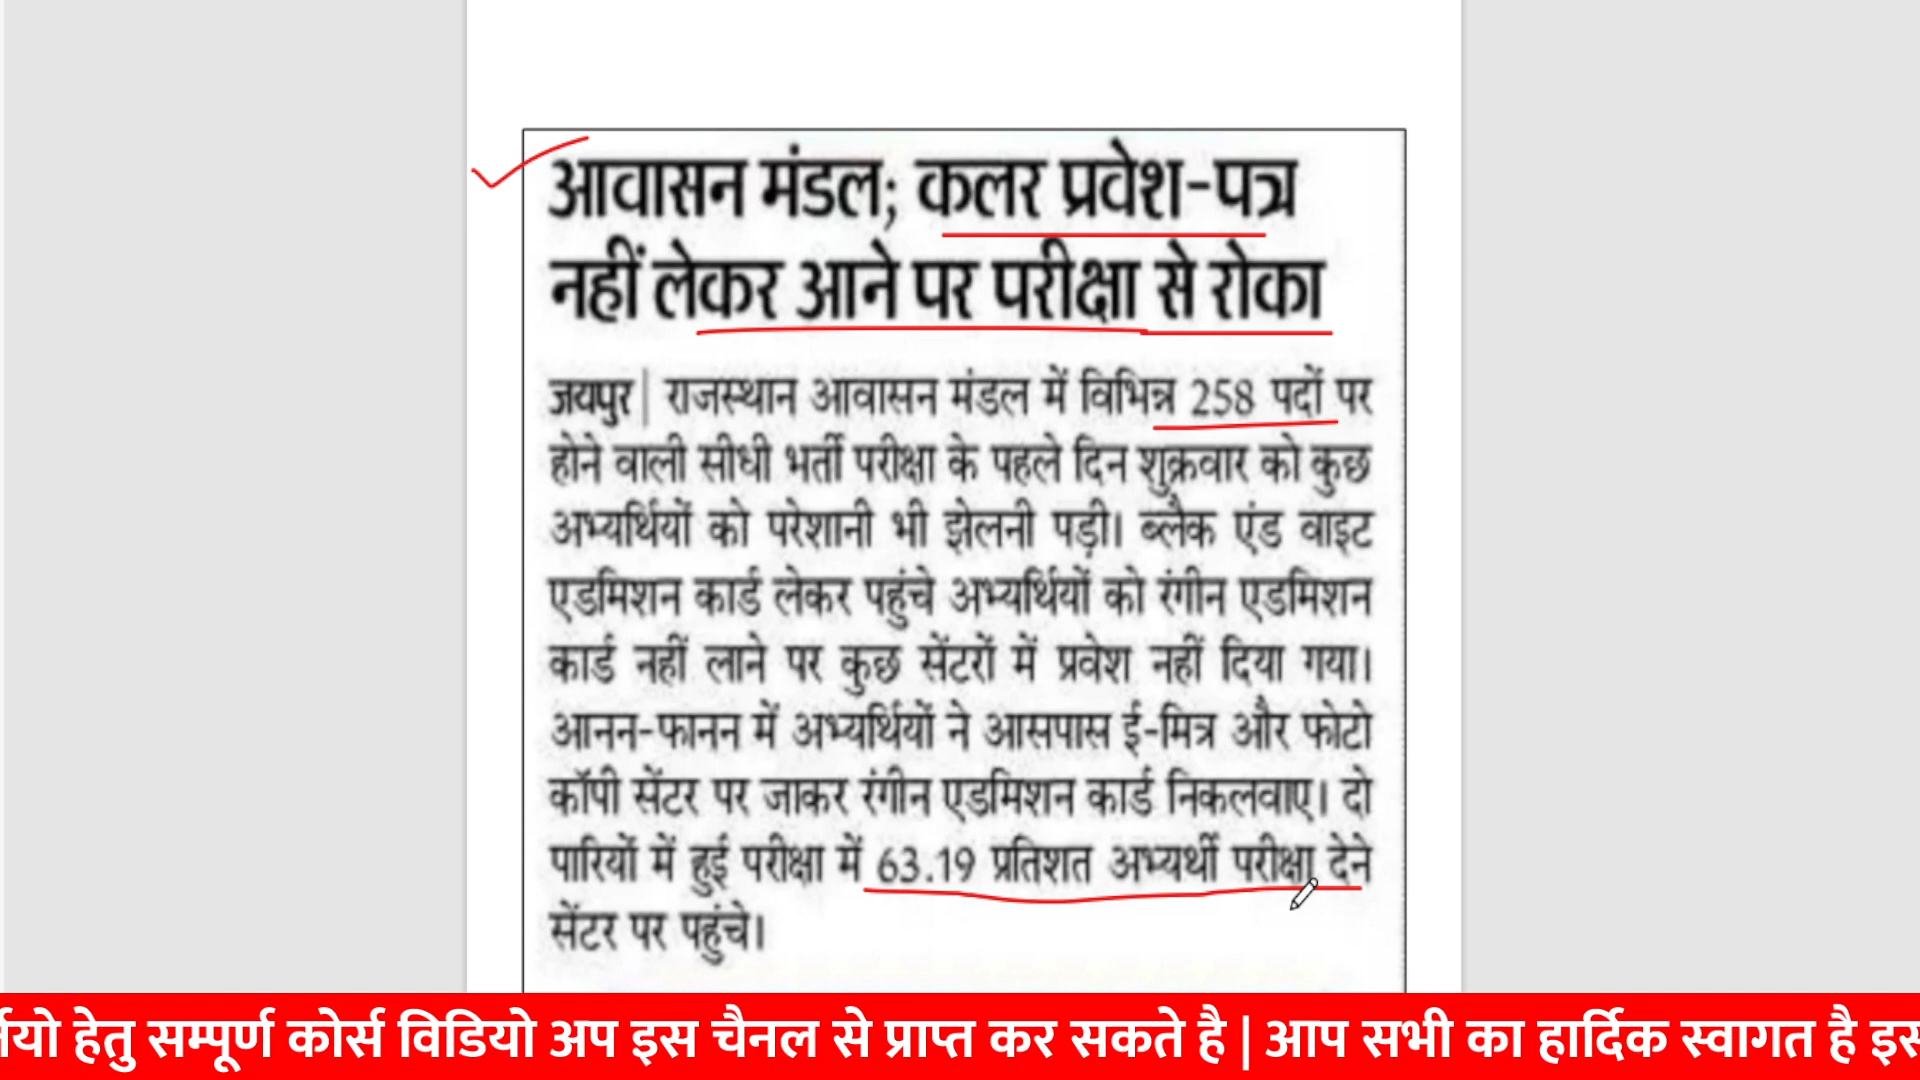 आवासन मंडल; कलर प्रवेश-पत्र
नहीं लेकर आने पर परीक्षा से रोका
जयपुर| राजस्थान आवासन मंडल में विभिन्न 258 पदों पर
होने वाली सीधी भर्ती परीक्षा के पहले दिन शुक्रवार को कुछ
अभ्यर्थियों को परेशानी भी झेलनी पड़ी। ब्लैक एंड वाइट
एडमिशन कार्ड लेकर पहुंचे अभ्यर्थियों को रंगीन एडमिशन
कार्ड नहीं लाने पर कुछ सेंटरों में प्रवेश नहीं दिया गया।
आनन-फानन में अभ्यर्थियों ने आसपास ई-मित्र और फोटो
कॉपी सेंटर पर जाकर रंगीन एडमिशन कार्ड निकलवाए। दो
पारियों में हुई परीक्षा में 63.19 प्रतिशत अभ्यर्थी परीक्षा देने
सेंटर पर पहुंचे।
हेतु सम्पूर्ण कोर्स विडियो अप इस चैनल से प्राप्त कर सकते है | आप सभी का हार्दिक स्वागत है